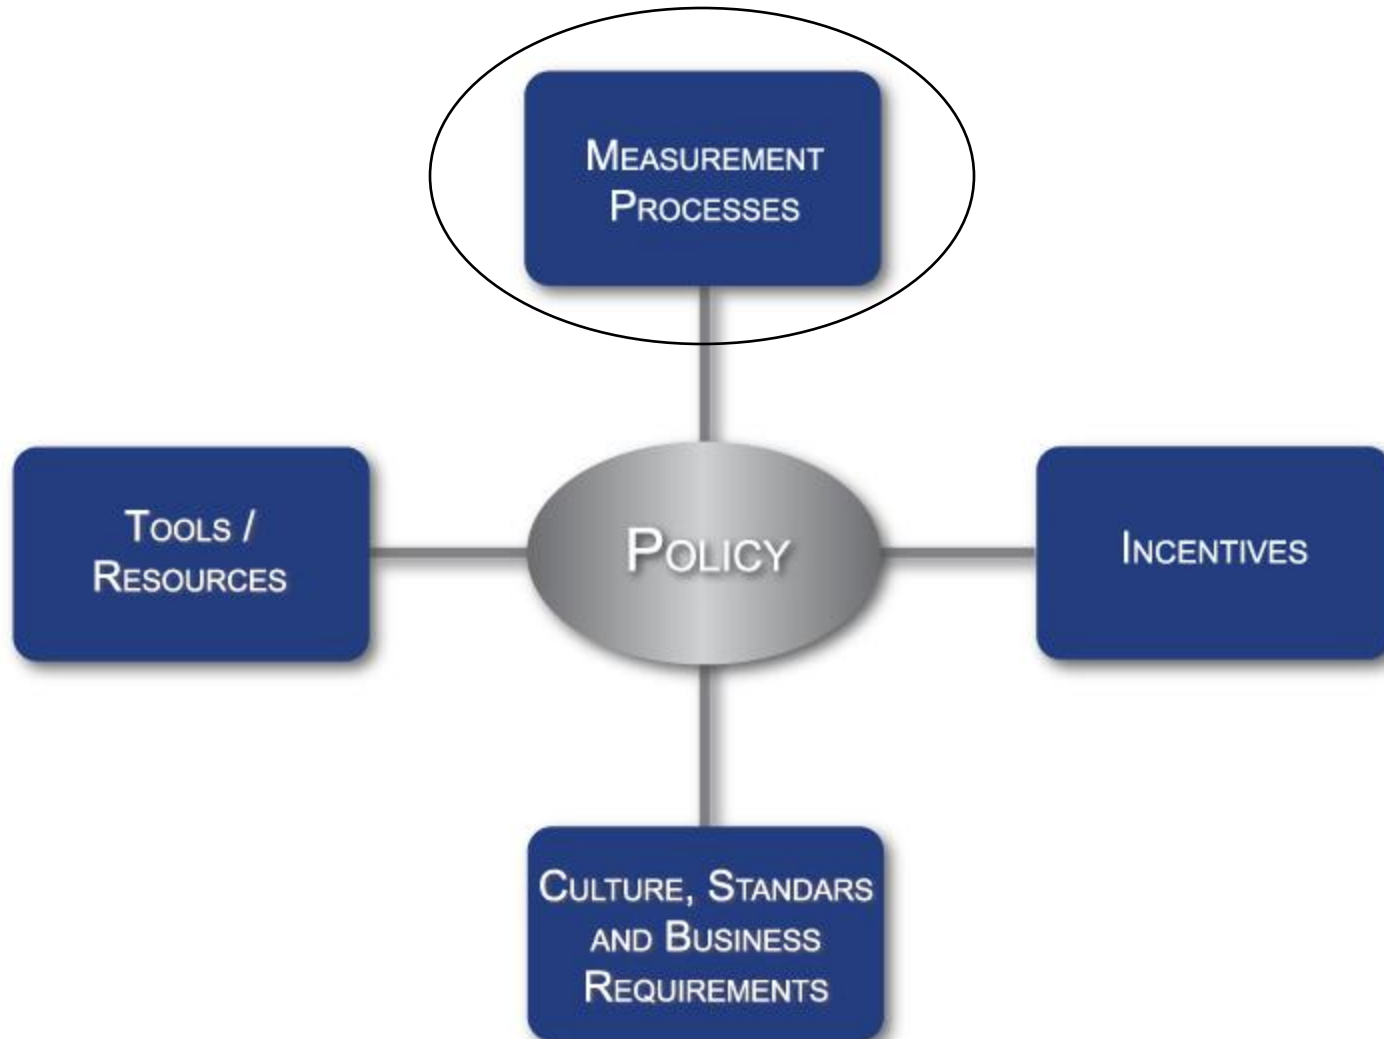 MEASUREMENT
PROCESSES
TOOLS /
RESOURCES
POLICY
INCENTIVES
CULTURE, STANDARS
AND BUSINESS
REQUIREMENTS